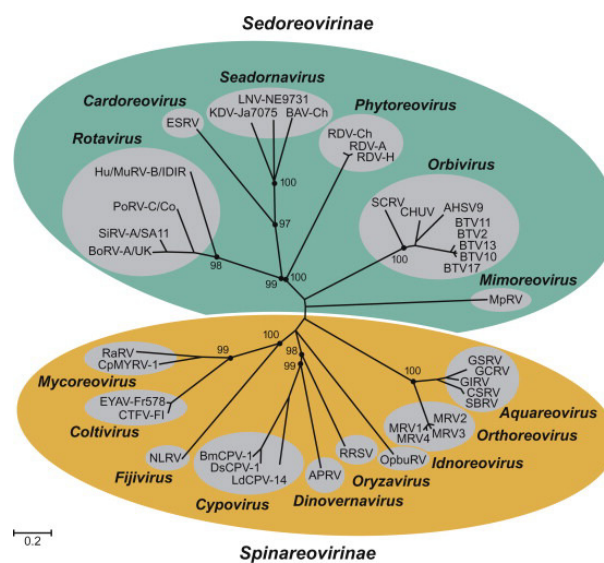 Sedoreovirinae
Seadornavirus
LNV-NE9731
KDV-Ja7075 BAV-Ch
Cardoreovirus
ESRV
Phytoreovirus
RDV-Ch
RDV-A
RDV-H
Rotavirus
Hu/MuRV-B/IDIR
PoRV-C/Co
SiRV-A/SA11
BoRV-A/UK
Orbivirus
SCRV
CHUV
AHSV9
BTV11
BTV2
BTV13
BTV10
BTV17
Mimoreovirus
MpRV
100
97
98
99
100
100
99
100
98
99
100
RaRV
CpMYRV-1
Mycoreovirus
EYAV-Fr578
CTFV-Fl
Coltivirus
NLRV
Fijivirus
BmCPV-1
DsCPV-1
LdCPV-14
Cypovirus
APRV
Dinovernavirus
RRSV
Oryzavirus
OpbuRV
Idnoreovirus
GSRV
GCRV
GIRV
CSRV
SBRV
Aquareovirus
MRV2
MRV1
MRV3
MRV4
Orthoreovirus
0.2
Spinareovirinae